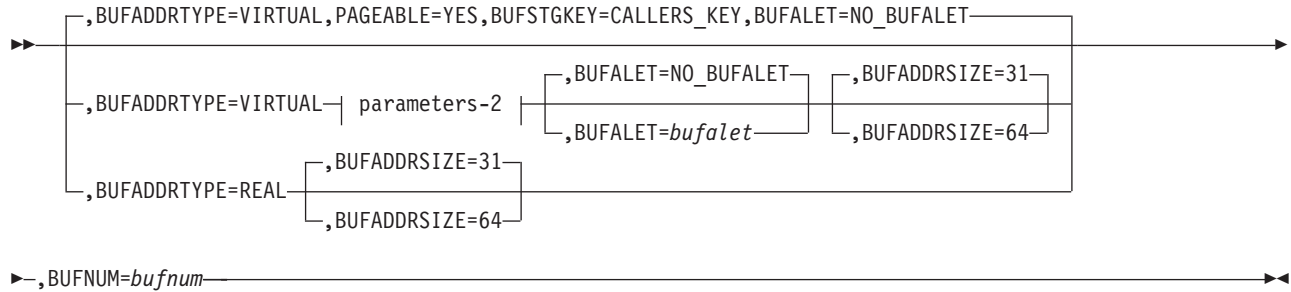 ,BUFADDRTYPE=VIRTUAL,PAGEABLE=YES,BUFSTGKEY=CALLERS_KEY,BUFALET=NO_BUFALET
,BUFADDRTYPE=VIRTUAL parameters-2 ,BUFALET=NO_BUFALET ,BUFADDRSIZE=31
,BUFALET=bufalet ,BUFADDRSIZE=64
,BUFADDRTYPE=REAL ,BUFADDRSIZE=31
,BUFADDRSIZE=64
,BUFNUM=bufnum